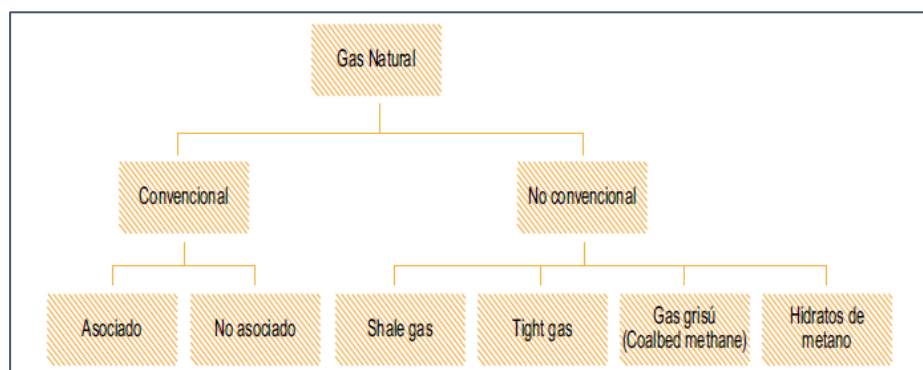 Gas Natural
Convencional
No convencional
Asociado
No asociado
Shale gas
Tight gas
Gas grisú
(Coalbed methane)
Hidratos de
metano